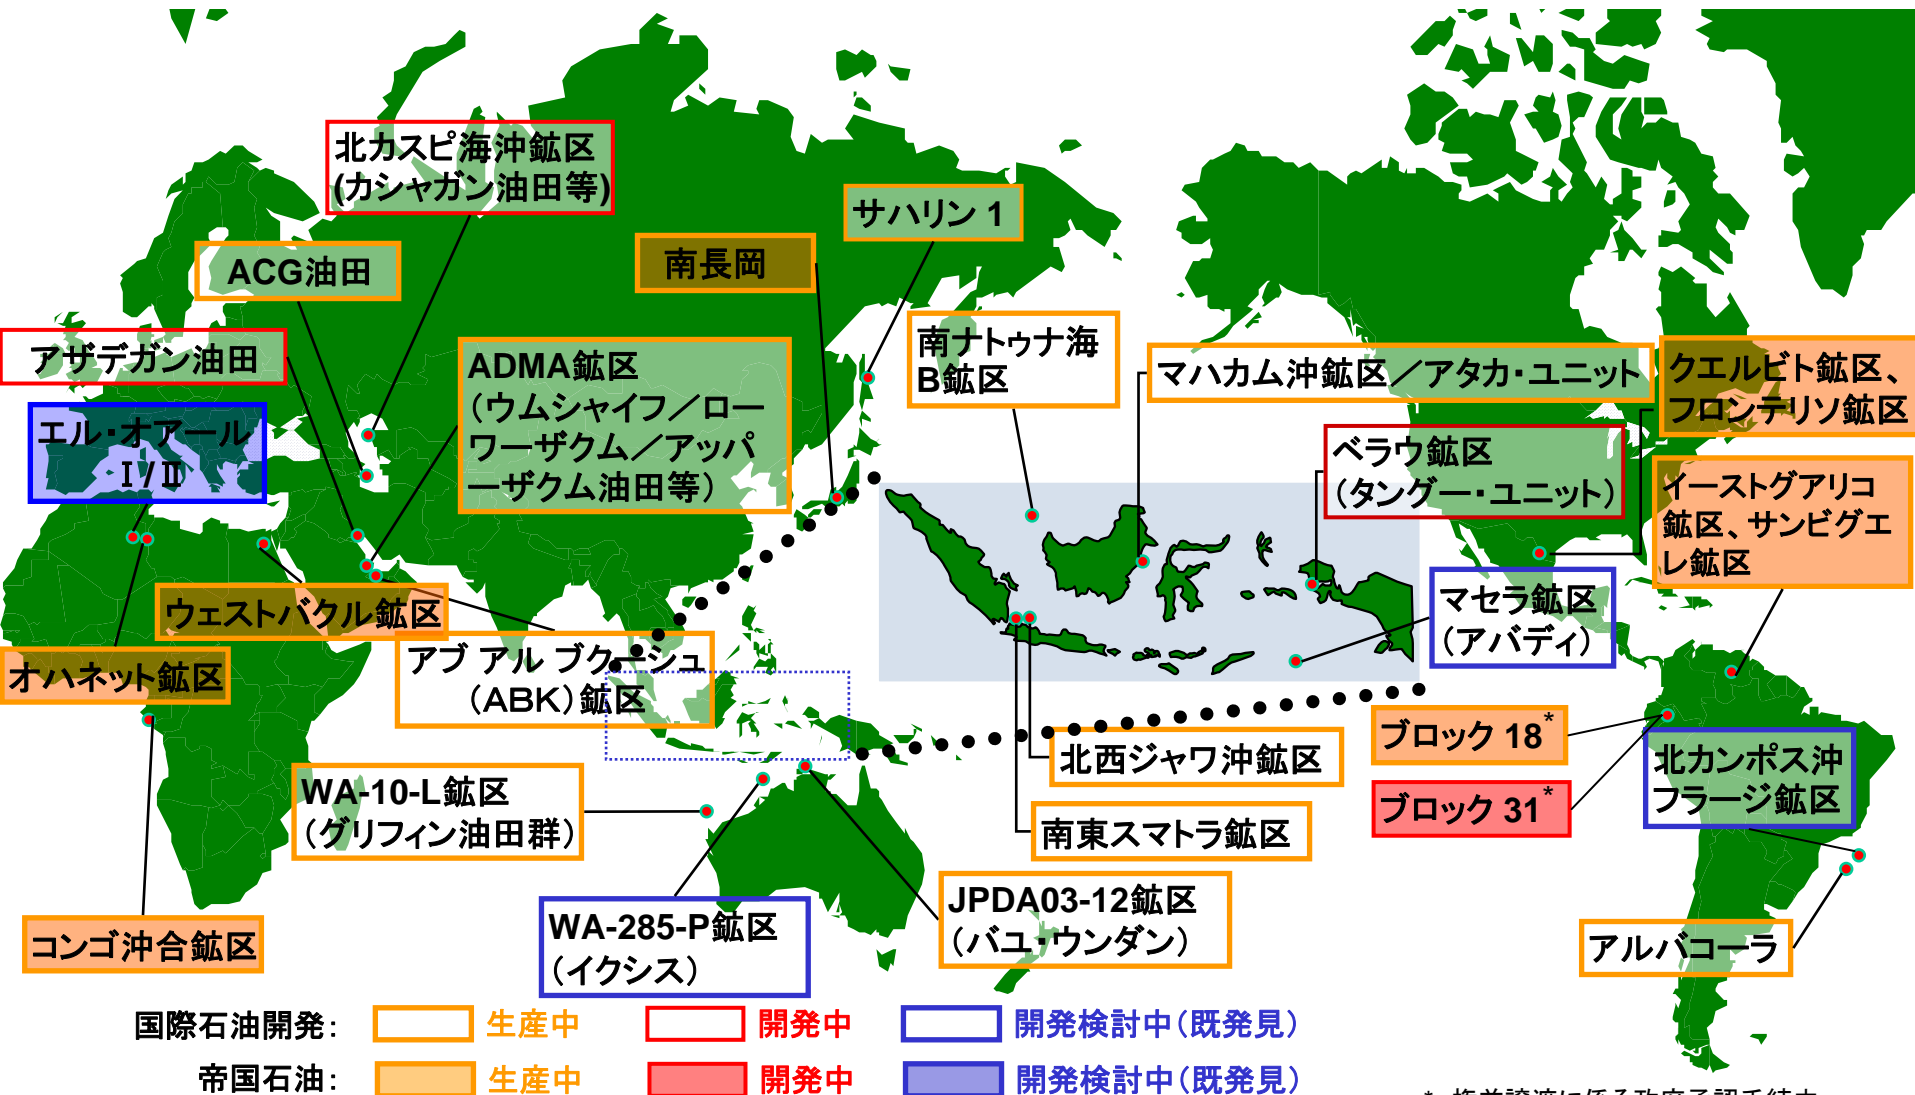 北カスピ海沖鉱区
(カシャガン油田等)
サハリン 1
ACG油田
南長岡
アザデガン油田
ADMA鉱区
（ウムシャイフ／ロー
ワーザクム／アッパ
ーザクム油田等）
南ナトゥナ海
B鉱区
マハカム沖鉱区／アタカ・ユニット
クエルビト鉱区、
フロンテリソ鉱区
エル・オアール
Ⅰ/Ⅱ
ベラウ鉱区
（タングー・ユニット）
イーストグアリコ
鉱区、サンビグエ
レ鉱区
ウェストバクル鉱区
マセラ鉱区
（アバディ）
オハネット鉱区
アブ アル ブクーシュ
（ABK）鉱区
ブロック 18*
北西ジャワ沖鉱区
北カンポス沖
フラージ鉱区
WA-10-L鉱区
（グリフィン油田群）
ブロック 31*
南東スマトラ鉱区
WA-285-P鉱区
（イクシス）
JPDA03-12鉱区
（バユ・ウンダン）
コンゴ沖合鉱区
アルバコーラ
国際石油開発： 生産中 開発中 開発検討中（既発見）
帝国石油： 生産中 開発中 開発検討中（既発見）